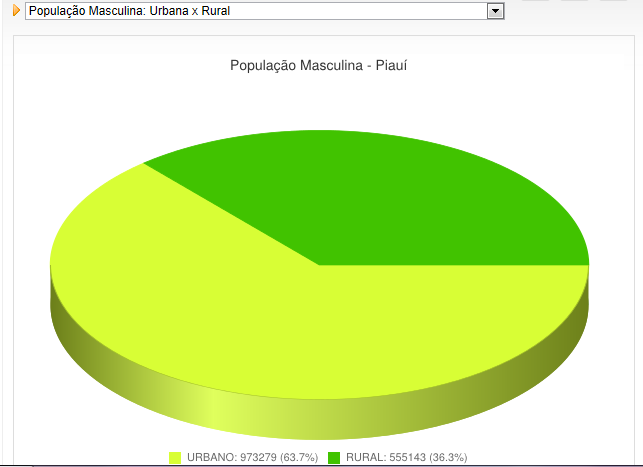 População Masculina: Urbana x Rural
População Masculina - Piauí
URBANO: 973279 (63.7%) RURAL: 555143 (36.3%)